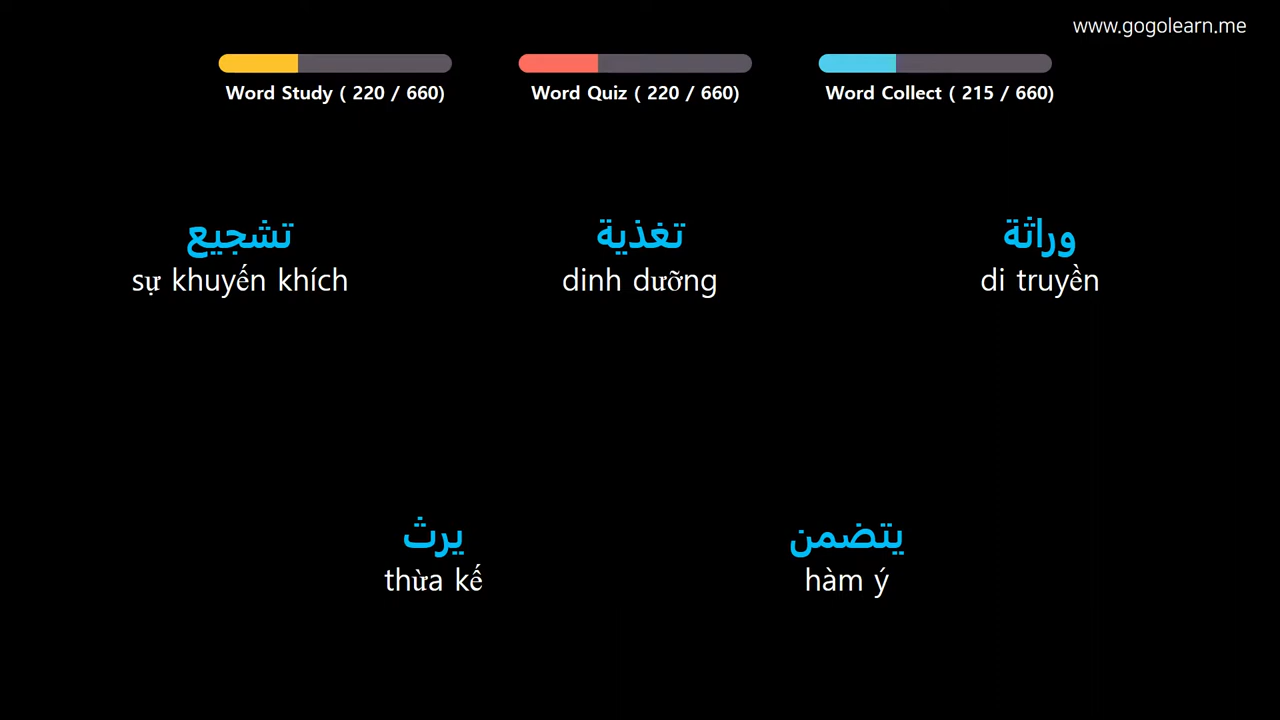 www.gogolearn.me
Word Study ( 220 / 660)
Word Quiz ( 220 / 660)
Word Collect ( 215 / 660)
تشجيع
sự khuyến khích
تغذية
dinh dưỡng
وراثة
di truyền
يرث
thừa kế
يتضمن
hàm ý